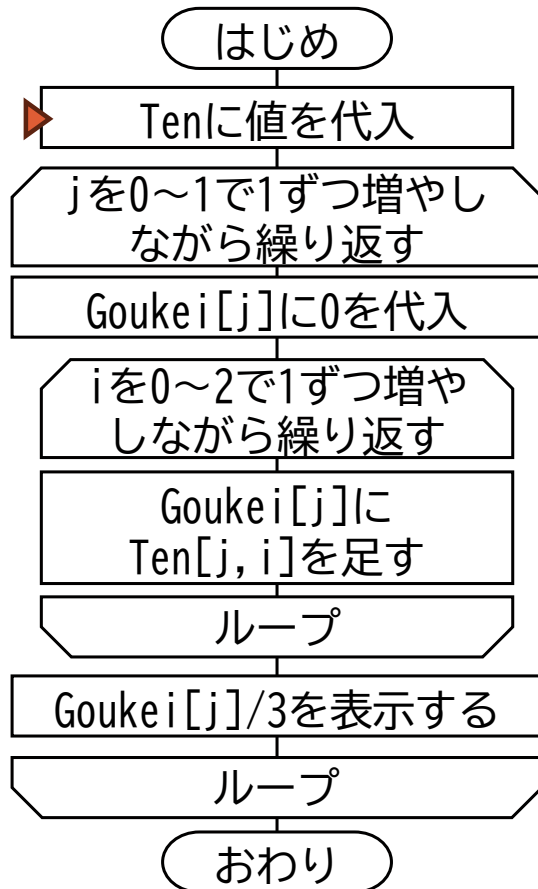 はじめ
Tenに値を代入
jを0～1で1ずつ増やし
ながら繰り返す
Goukei[j]に0を代入
iを0～2で1ずつ増や
しながら繰り返す
Goukei[j]に
Ten[j,i]を足す
ループ
Goukei[j]/3を表示する
ループ
おわり